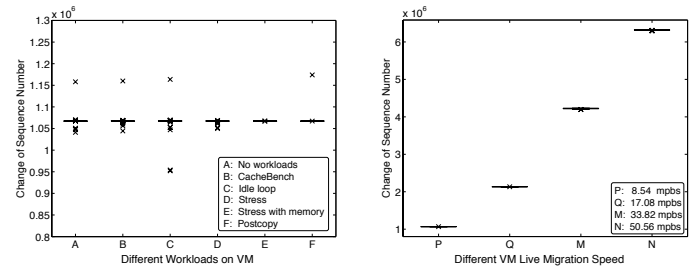 x 10^6
1.3
1.25
1.2
1.15
1.1
1.05
1
0.95
0.9
0.85
0.8
Change of Sequence Number
A B C D E F
Different Workloads on VM
A: No workloads
B: CacheBench
C: Idle loop
D: Stress
E: Stress with memory
F: Postcopy
x 10^6
6
5
4
3
2
1
Change of Sequence Number
P Q M N
Different VM Live Migration Speed
P: 8.54 mpbs
Q: 17.08 mpbs
M: 33.82 mpbs
N: 50.56 mpbs